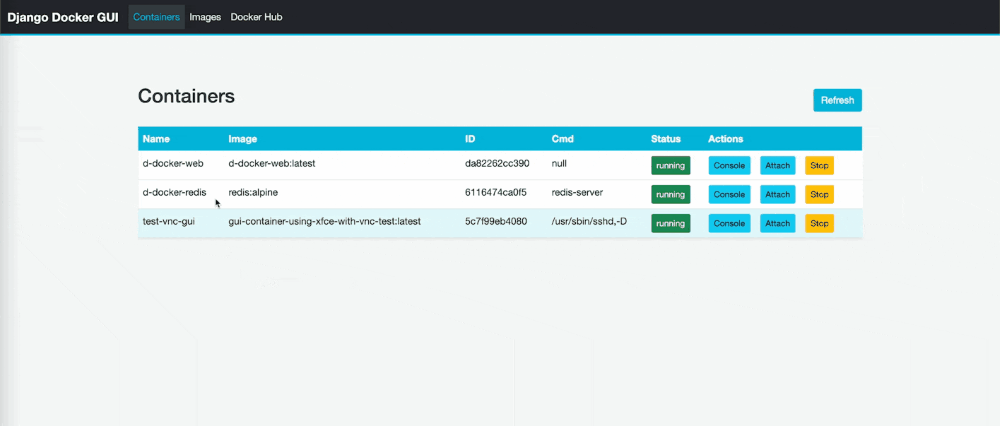 Django Docker GUI Containers Images Docker Hub
Containers
Refresh
Name Image ID Cmd Status Actions
d-docker-web d-docker-web:latest da82262cc390 null running Console Attach Stop
d-docker-redis redis:alpine 6116474ca0f5 redis-server running Console Attach Stop
test-vnc-gui gui-container-using-xfce-with-vnc-test:latest 5c7f99eb4080 /usr/sbin/sshd,-D running Console Attach Stop